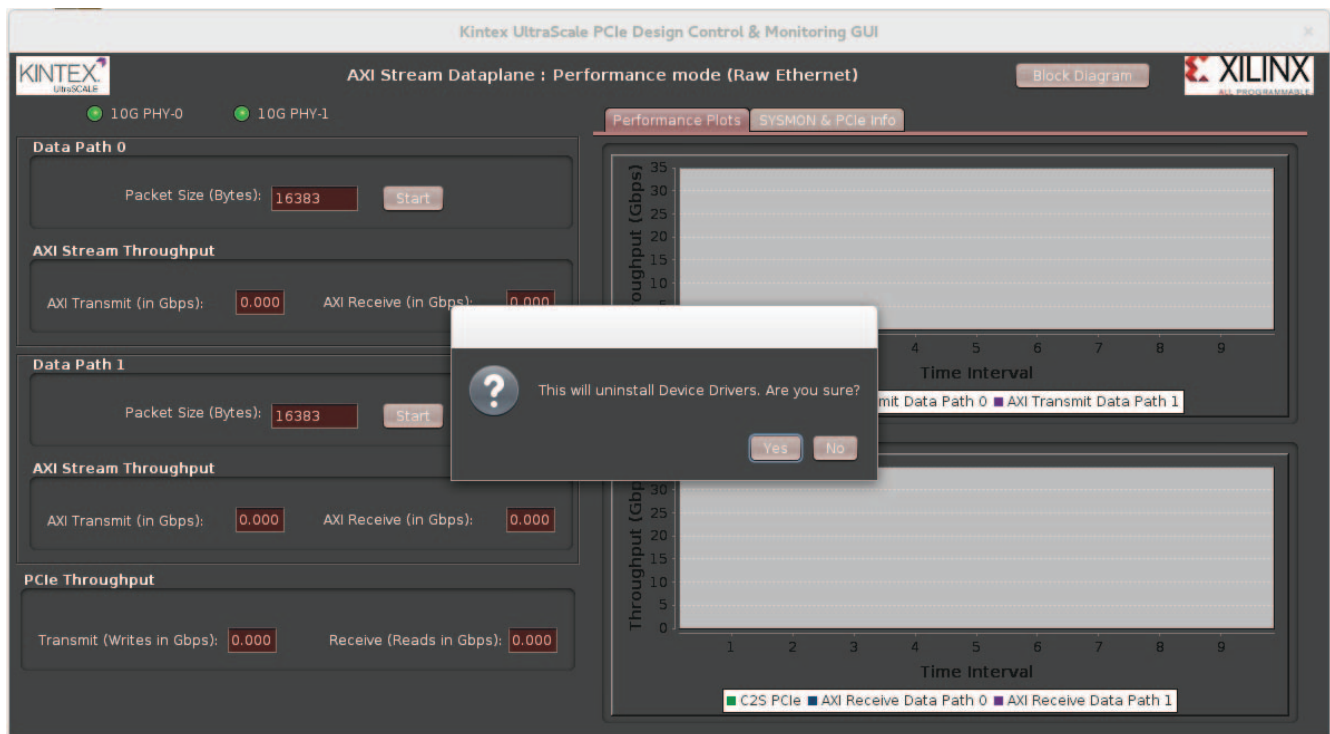 Kintex UltraScale PCIe Design Control & Monitoring GUI
KINTEX
UltraSCALE
AXI Stream Dataplane : Performance mode (Raw Ethernet)
Block Diagram
XILINX
ALL PROGRAMMABLE
10G PHY-0
10G PHY-1
Performance Plots
SYSMON & PCIe Info
Data Path 0
Packet Size (Bytes):
16383
Start
AXI Stream Throughput
AXI Transmit (in Gbps):
0.000
AXI Receive (in Gbps):
0.000
Data Path 1
Packet Size (Bytes):
16383
Start
AXI Stream Throughput
AXI Transmit (in Gbps):
0.000
AXI Receive (in Gbps):
0.000
PCIe Throughput
Transmit (Writes in Gbps):
0.000
Receive (Reads in Gbps):
0.000
35
30
25
20
15
10
(Gbps)
4 5 6 7 8 9
Time Interval
Data Path 0
AXI Transmit Data Path 1
This will uninstall Device Drivers. Are you sure?
Yes
No
30
25
20
15
10
5
0
Throughput
1 2 3 4 5 6 7 8 9
Time Interval
C2S PCIe
AXI Receive Data Path 0
AXI Receive Data Path 1